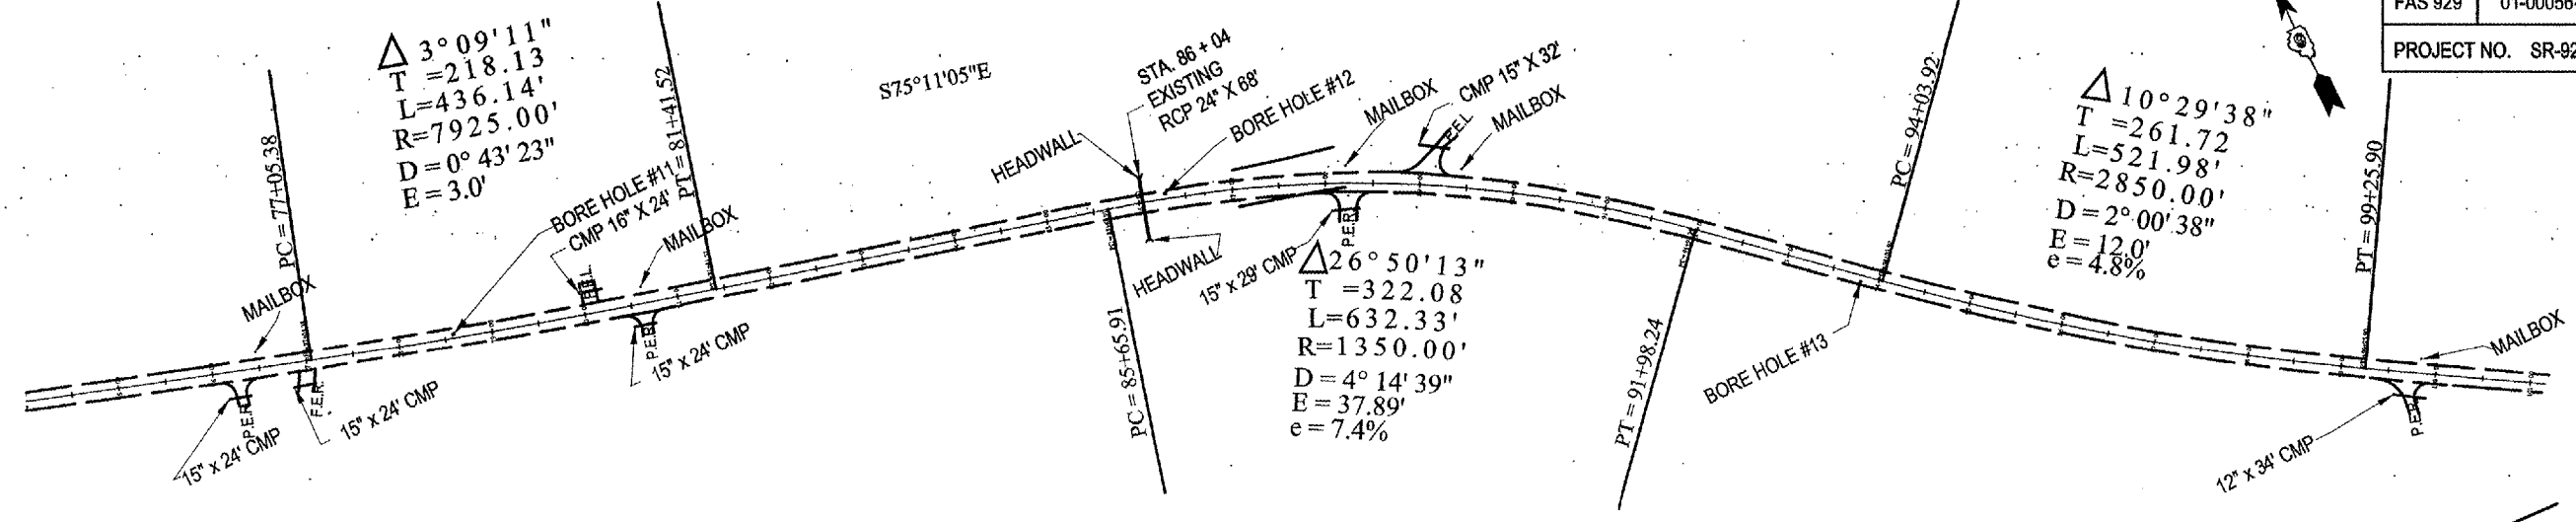 △ 3°09'11"
T =218.13
L=436.14'
R=7925.00'
D = 0° 43' 23"
E = 3.0'
PC = 77+05.38
MAILBOX
15" x 24' CMP
P.E.R.
F.E.R.
15" x 24' CMP
BORE HOLE #11
CMP 16" X 24'
MAILBOX
PT = 81+41.52
P.E.R.
15" x 24' CMP
S75°11'05"E
HEADWALL
STA. 86 + 04
EXISTING
RCP 24" X 68'
BORE HOLE #12
MAILBOX
CMP 15" X 32'
P.E.L
MAILBOX
HEADWALL
PC = 85+65.91
15" x 29' CMP
P.E.R.
△26°50'13"
T =322.08
L=632.33'
R=1350.00'
D = 4° 14' 39"
E = 37.89'
e = 7.4%
PT = 91+98.24
BORE HOLE #13
PC = 94+03.92
△ 10°29'38"
T =261.72
L=521.98'
R=2850.00'
D = 2°00'38"
E = 12.0'
e = 4.8%
PT = 99+25.90
MAILBOX
P.E.R.
12" x 34' CMP
FAS 929
PROJECT NO. SR-92